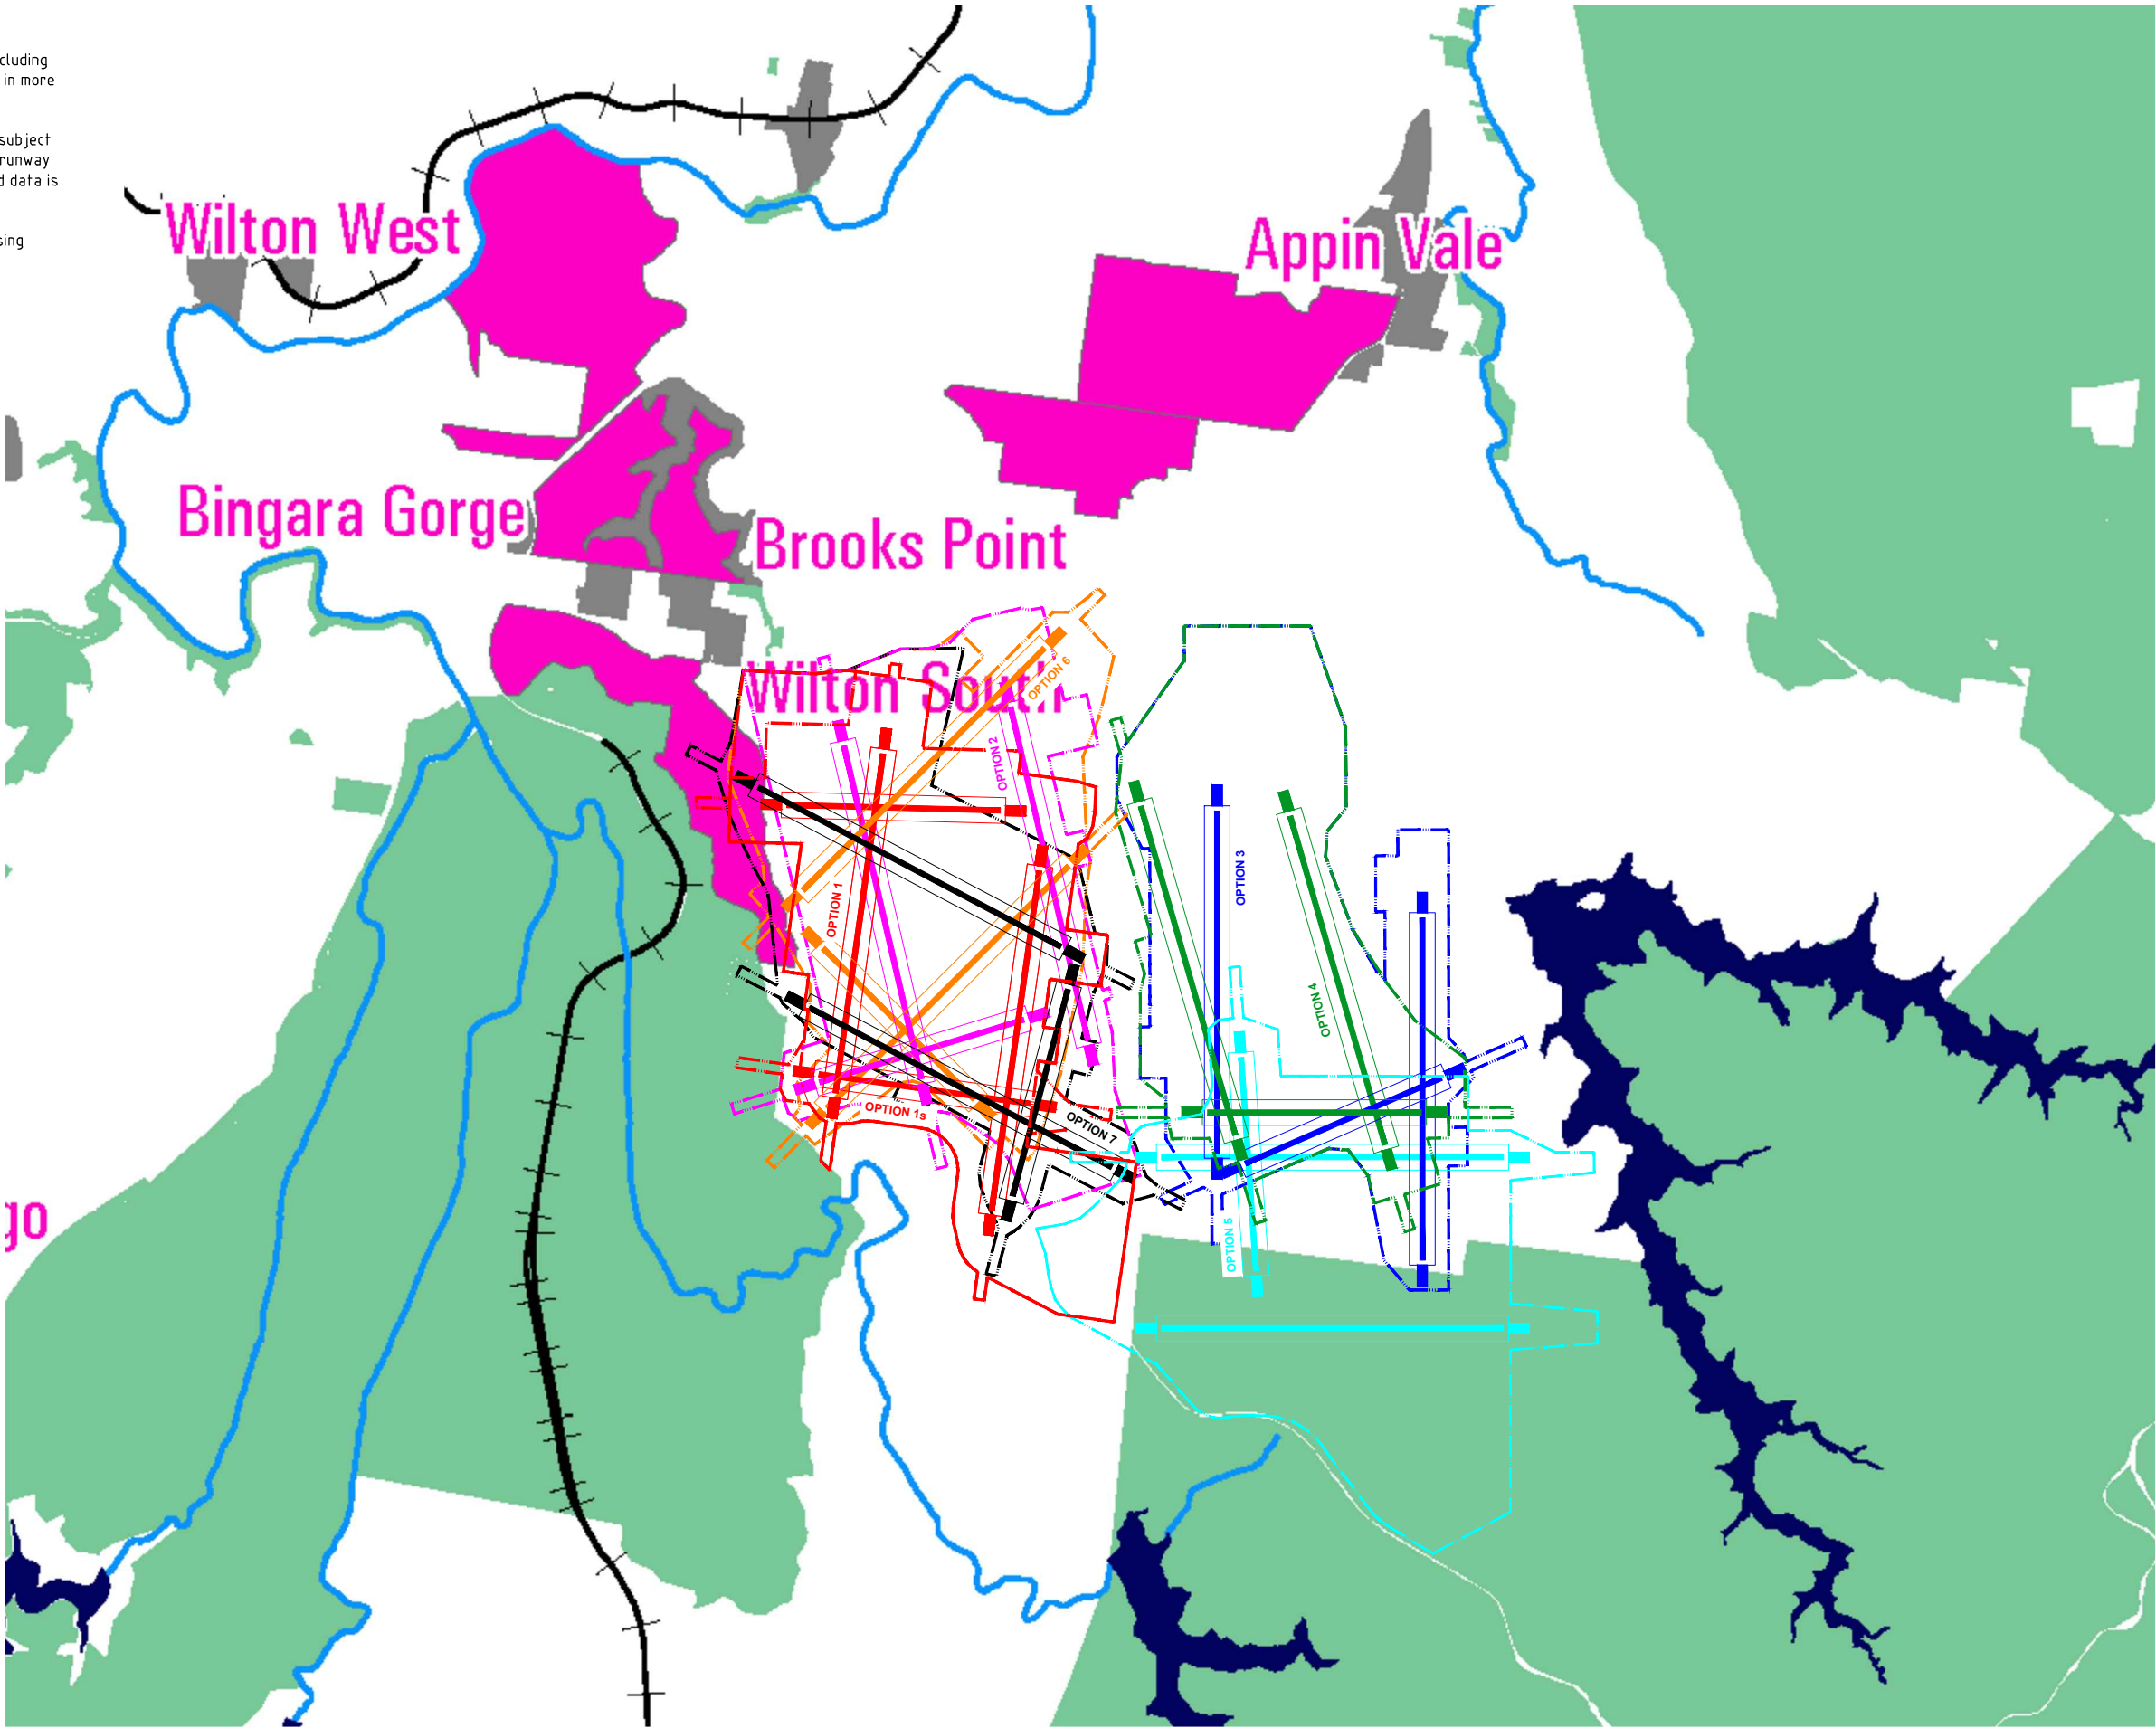 cluding
in more
subject
runway
d data is
sing
Wilton West
Appin Vale
Bingara Gorge
Brooks Point
Wilton South
OPTION 6
OPTION 2
OPTION 3
OPTION 1
OPTION 4
OPTION 1s
OPTION 7
OPTION 5
go